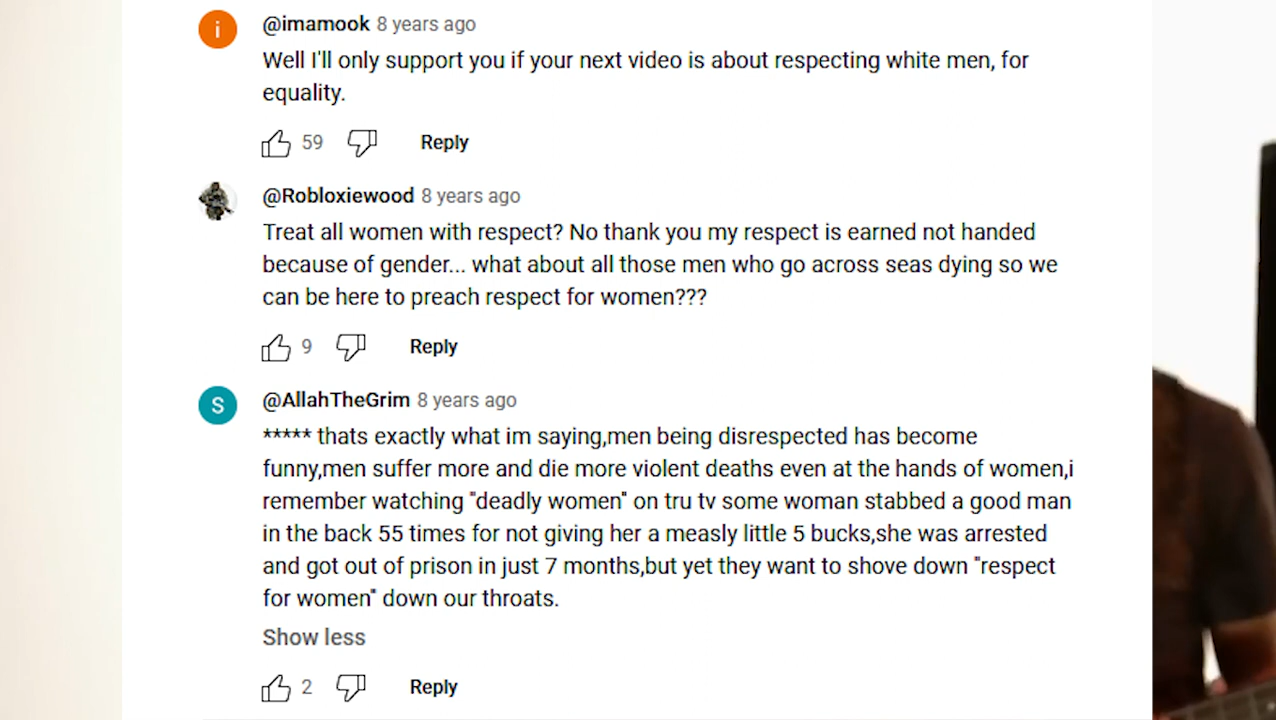 i
@imamook 8 years ago
Well I'll only support you if your next video is about respecting white men, for
equality.
59
Reply
@Robloxiewood 8 years ago
Treat all women with respect? No thank you my respect is earned not handed
because of gender... what about all those men who go across seas dying so we
can be here to preach respect for women???
9
Reply
S
@AllahTheGrim 8 years ago
***** thats exactly what im saying,men being disrespected has become
funny,men suffer more and die more violent deaths even at the hands of women,i
remember watching "deadly women" on tru tv some woman stabbed a good man
in the back 55 times for not giving her a measly little 5 bucks,she was arrested
and got out of prison in just 7 months,but yet they want to shove down "respect
for women" down our throats.
Show less
2
Reply